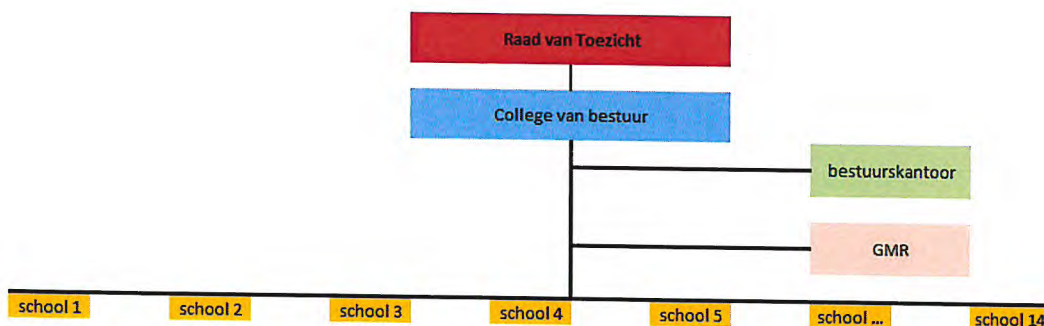 Raad van Toezicht
College van bestuur
bestuurskantoor
GMR
school 1
school 2
school 3
school 4
school 5
school ...
school 14